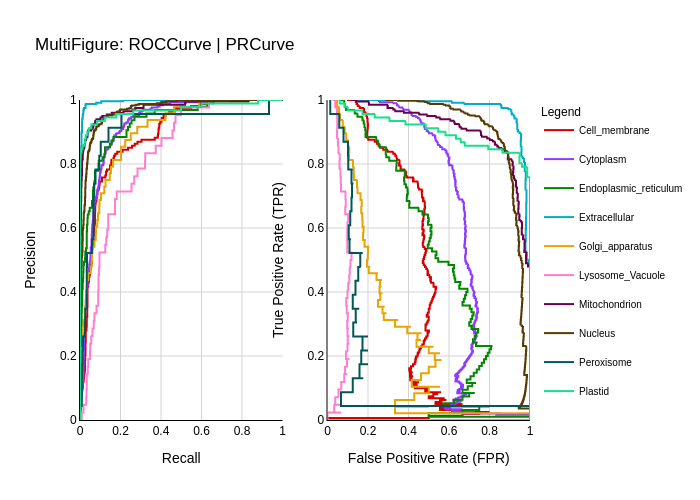 MultiFigure: ROCCurve | PRCurve
Legend
Cell_membrane
Cytoplasm
Endoplasmic_reticulum
Extracellular
Golgi_apparatus
Lysosome_Vacuole
Mitochondrion
Nucleus
Peroxisome
Plastid
Precision
1
0.8
0.6
0.4
0.2
0
0 0.2 0.4 0.6 0.8 1
Recall
True Positive Rate (TPR)
1
0.8
0.6
0.4
0.2
0
0 0.2 0.4 0.6 0.8 1
False Positive Rate (FPR)